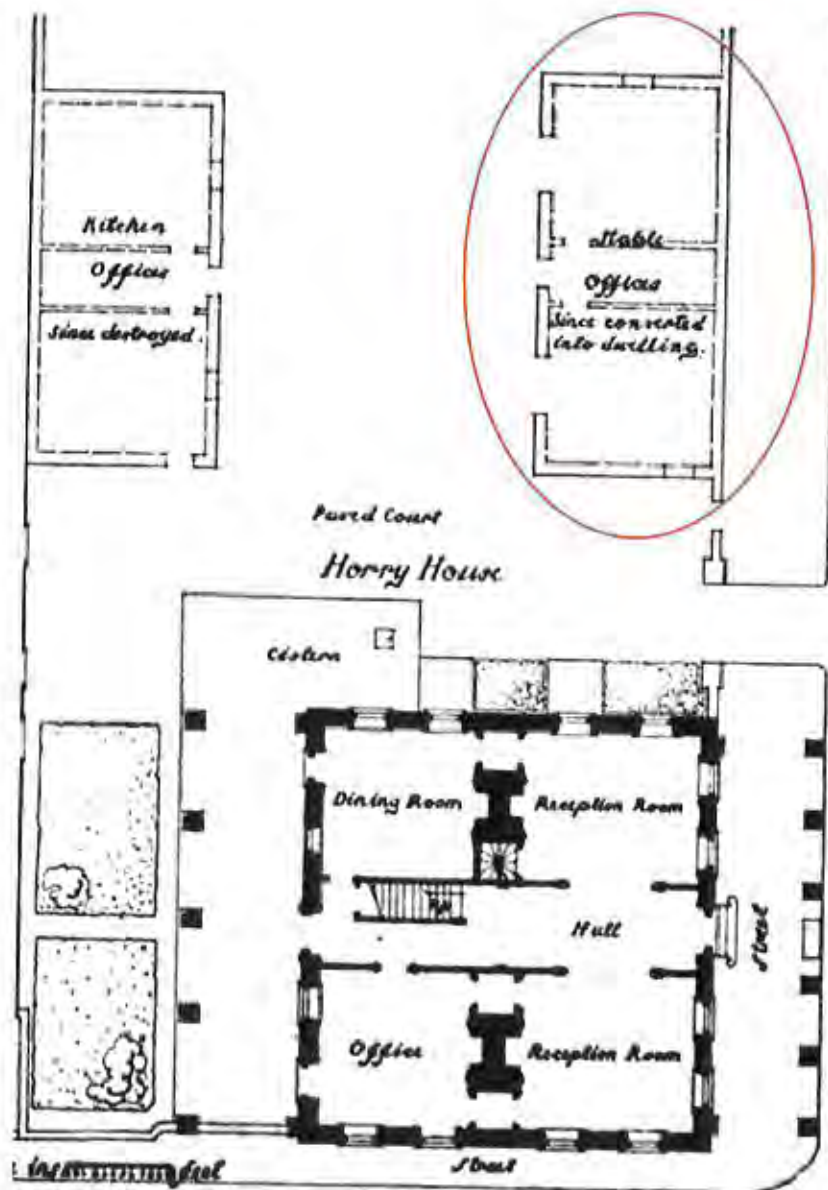 Kitchen
Offices
Since destroyed.
Stable
Offices
Since converted
into dwelling.
Paved Court
Horry House
Cistern
Dining Room
Reception Room
Hall
Street
Office
Reception Room
Street